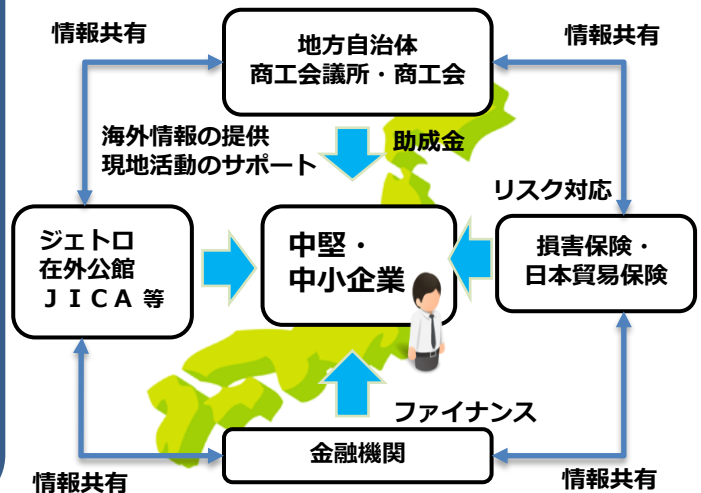 情報共有
地方自治体
商工会議所・商工会
情報共有
海外情報の提供
現地活動のサポート
助成金
リスク対応
ジェトロ
在外公館
ＪＩＣＡ 等
中堅・
中小企業
損害保険・
日本貿易保険
ファイナンス
金融機関
情報共有
情報共有